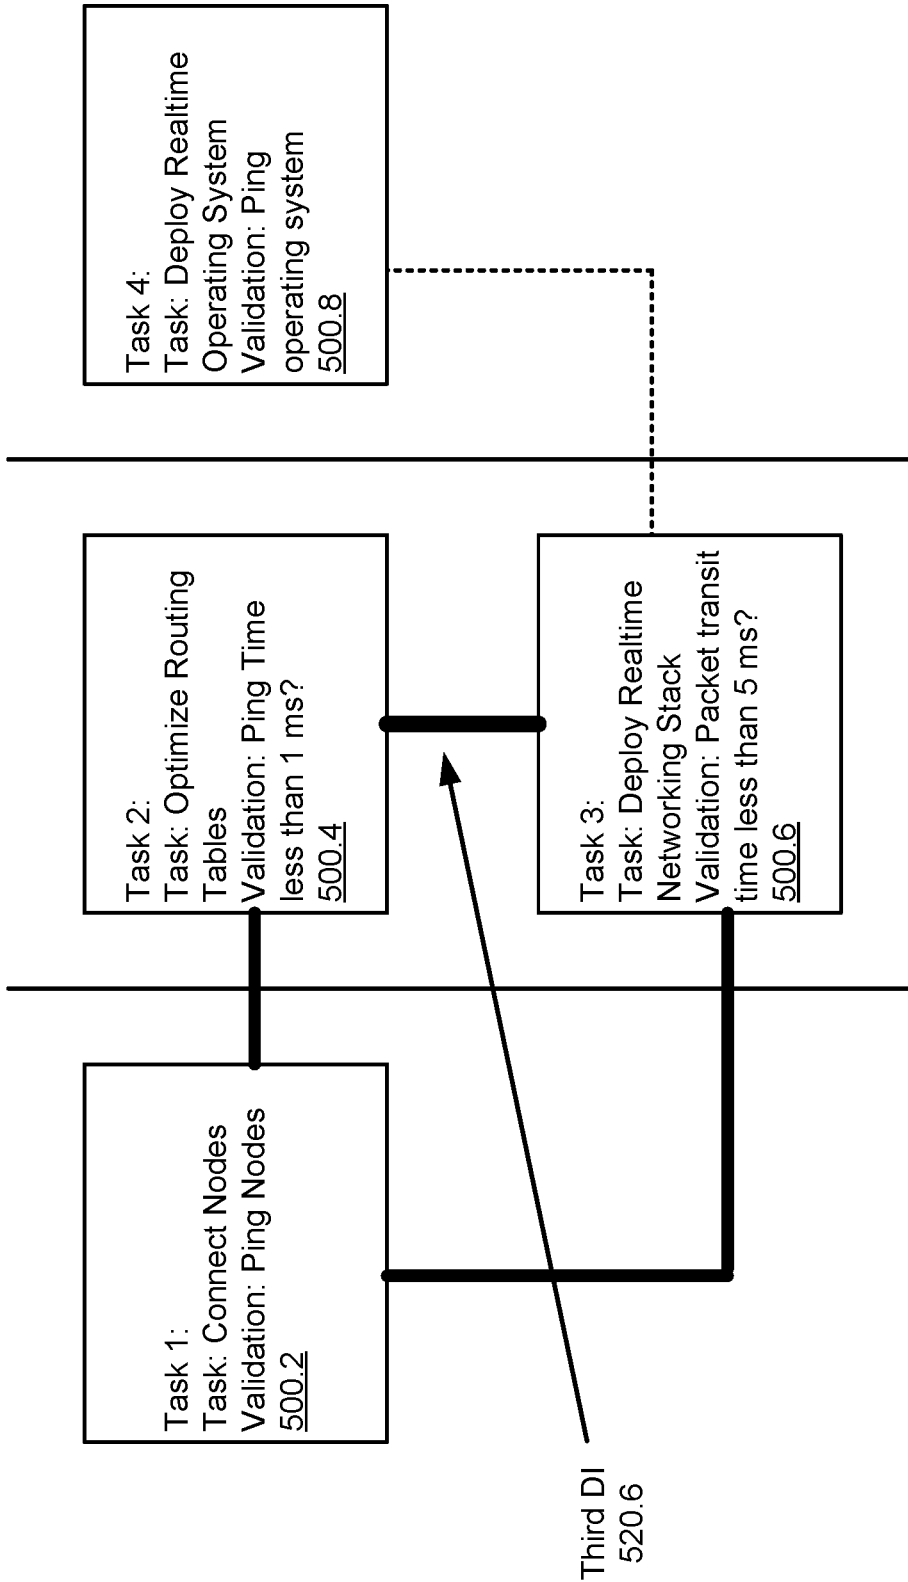 Task 1:
Task: Connect Nodes
Validation: Ping Nodes
500.2
Task 2:
Task: Optimize Routing
Tables
Validation: Ping Time
less than 1 ms?
500.4
Task 4:
Task: Deploy Realtime
Operating System
Validation: Ping
operating system
500.8
Third DI
520.6
Task 3:
Task: Deploy Realtime
Networking Stack
Validation: Packet transit
time less than 5 ms?
500.6